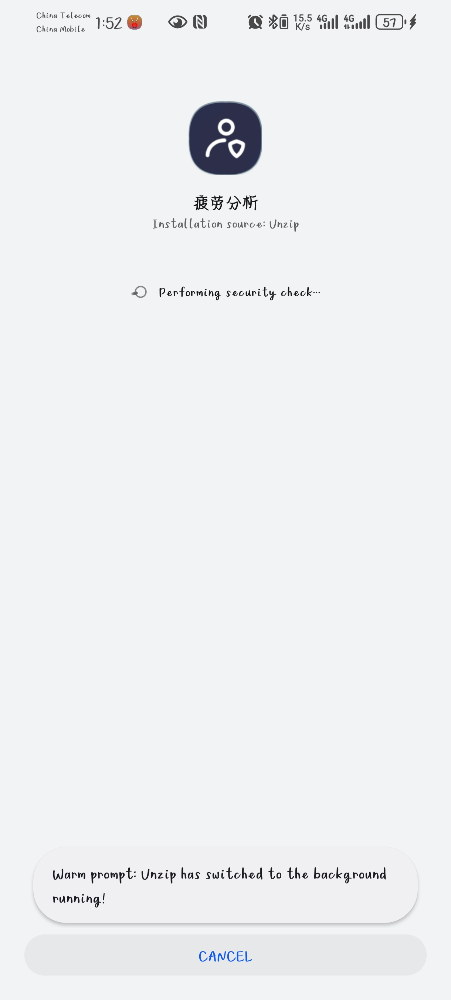 China Telecom
China Mobile
1:52
15.5
K/s
4G
4G
57
疲劳分析
Installation source: Unzip
Performing security check...
Warm prompt: Unzip has switched to the background
running!
CANCEL